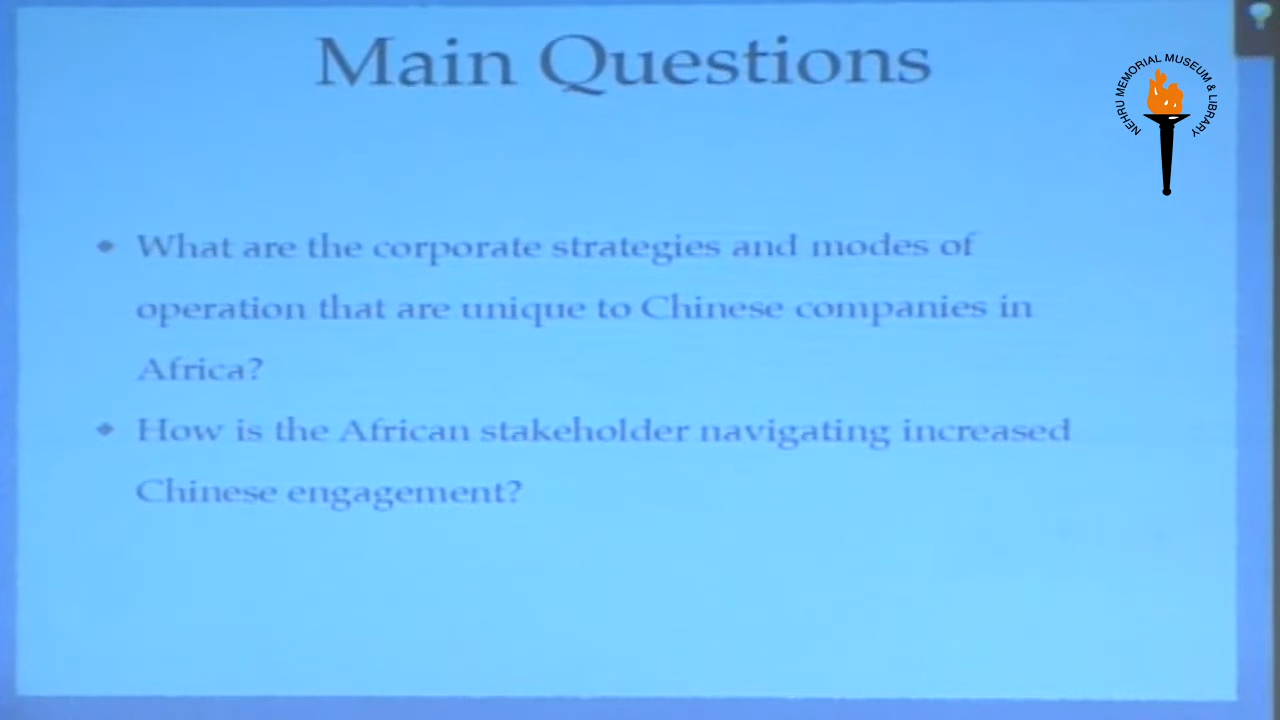 Main Questions
NEHRU MEMORIAL MUSEUM & LIBRARY
What are the corporate strategies and modes of
operation that are unique to Chinese companies in
Africa?
How is the African stakeholder navigating increased
Chinese engagement?